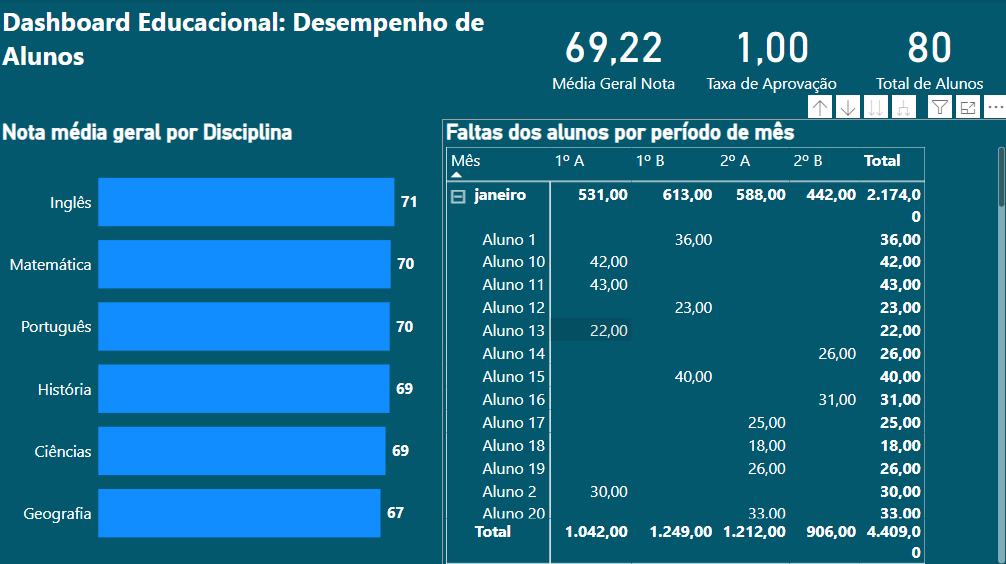 Dashboard Educacional: Desempenho de
Alunos
69,22
Média Geral Nota
1,00
Taxa de Aprovação
80
Total de Alunos
Nota média geral por Disciplina
Inglês 71
Matemática 70
Português 70
História 69
Ciências 69
Geografia 67
Faltas dos alunos por período de mês
Mês 1º A 1º B 2º A 2º B Total
janeiro 531,00 613,00 588,00 442,00 2.174,0
0
Aluno 1 36,00 36,00
Aluno 10 42,00 42,00
Aluno 11 43,00 43,00
Aluno 12 23,00 23,00
Aluno 13 22,00 22,00
Aluno 14 26,00 26,00
Aluno 15 40,00 40,00
Aluno 16 31,00 31,00
Aluno 17 25,00 25,00
Aluno 18 18,00 18,00
Aluno 19 26,00 26,00
Aluno 2 30,00 30,00
Aluno 20 33,00 33,00
Total 1.042,00 1.249,00 1.212,00 906,00 4.409,0
0